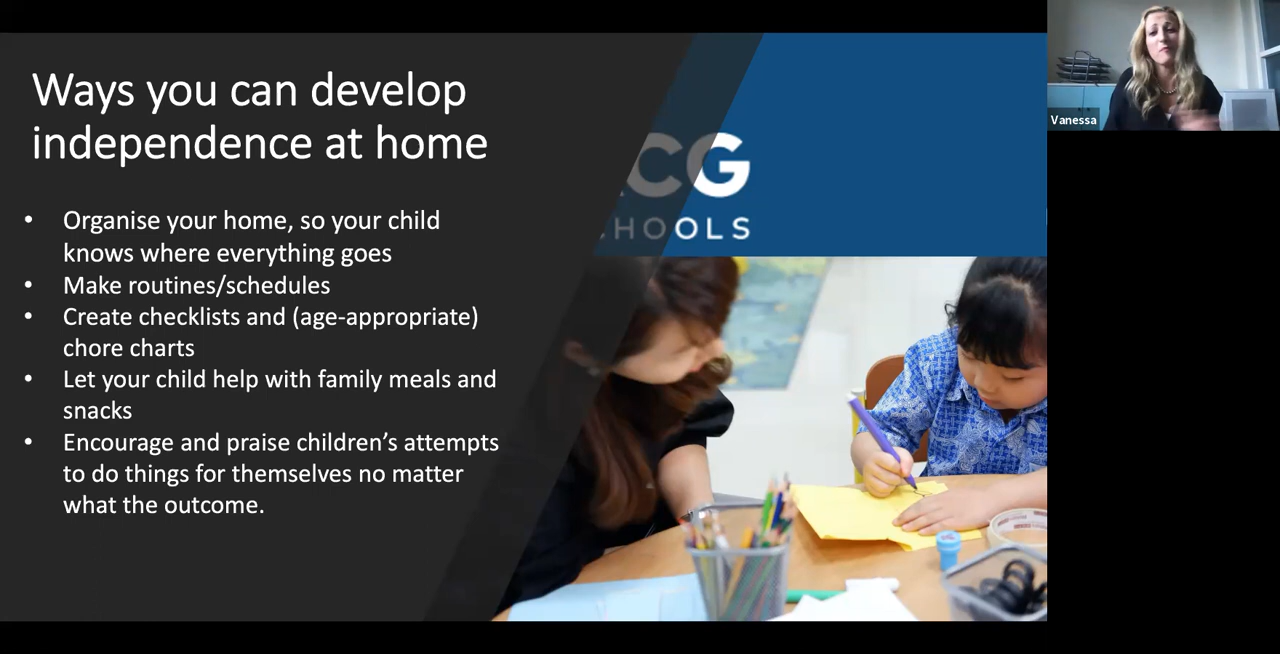 Ways you can develop
independence at home
• Organise your home, so your child
knows where everything goes
• Make routines/schedules
• Create checklists and (age-appropriate)
chore charts
• Let your child help with family meals and
snacks
• Encourage and praise children's attempts
to do things for themselves no matter
what the outcome.
CG
HOOLS
Vanessa